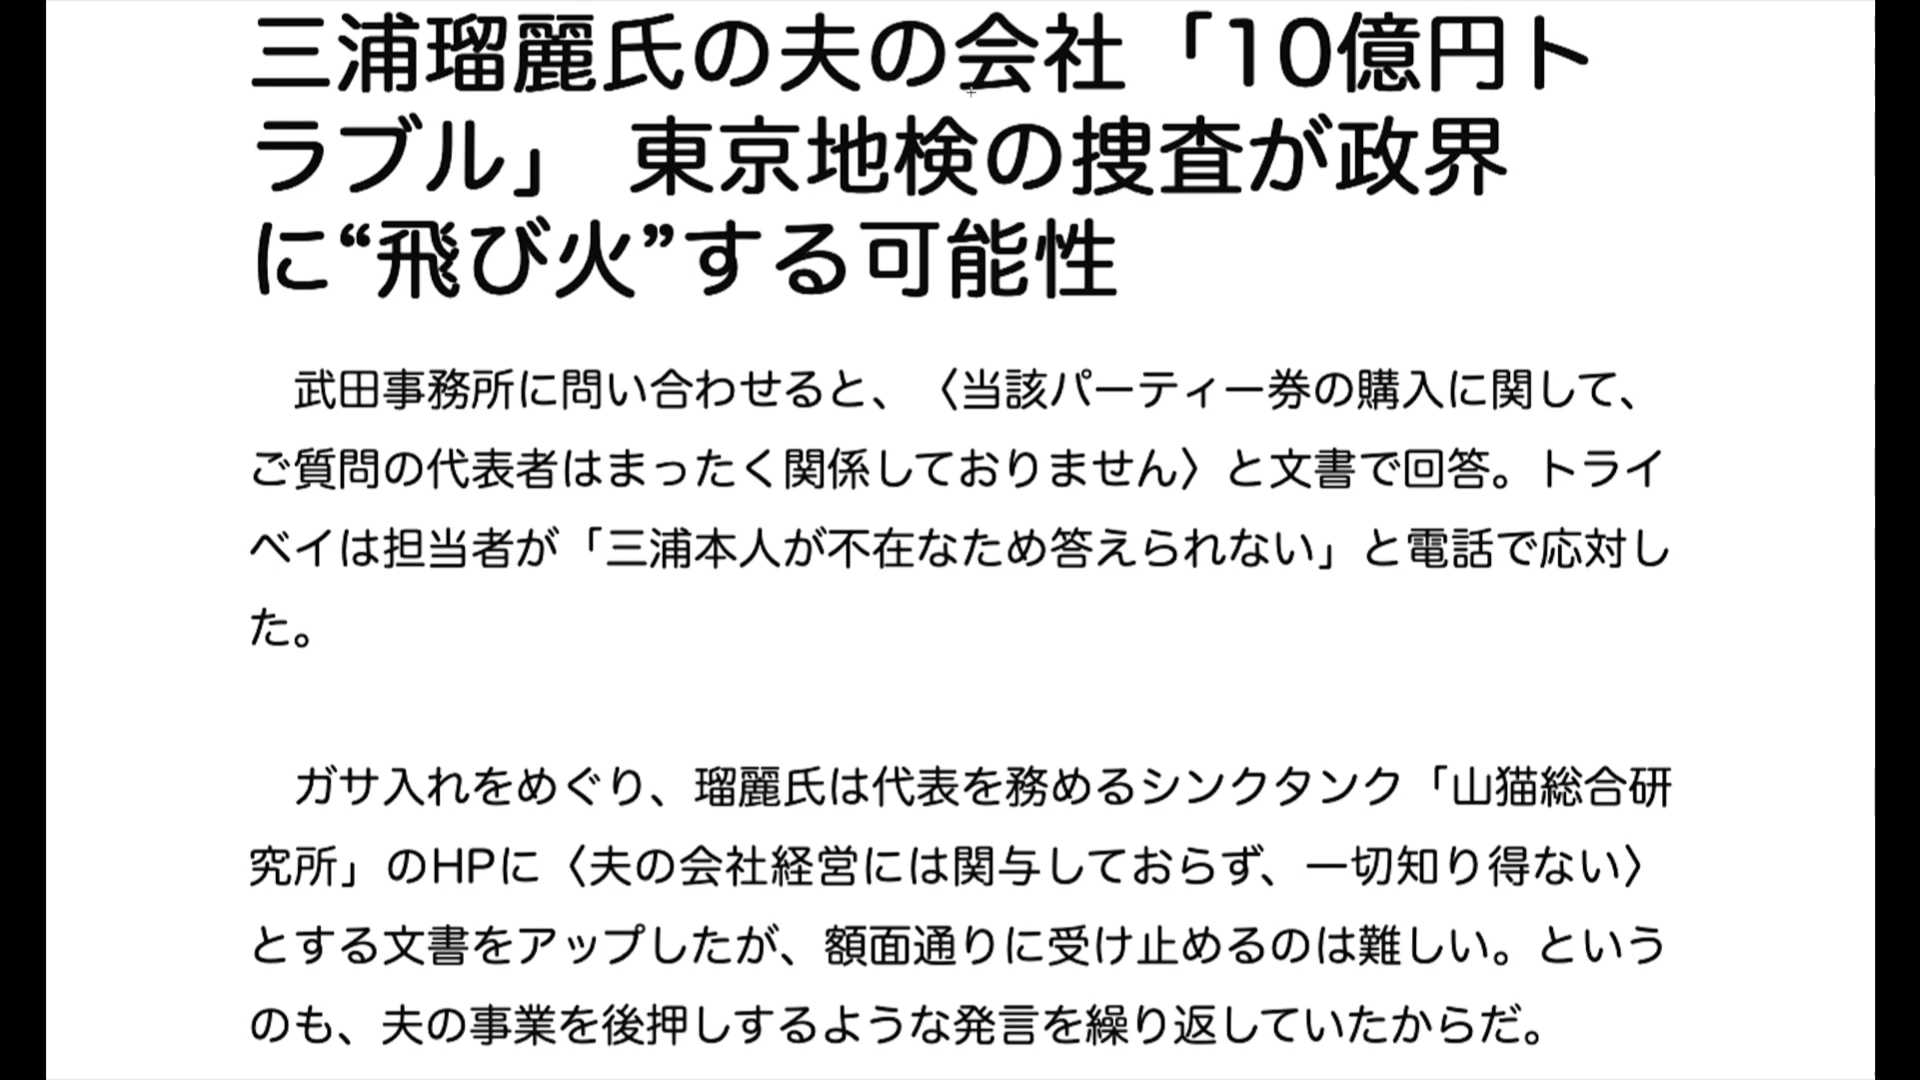 三浦瑠麗氏の夫の会社「10億円ト
ラブル」 東京地検の捜査が政界
に“飛び火”する可能性
武田事務所に問い合わせると、〈当該パーティー券の購入に関して、
ご質問の代表者はまったく関係しておりません〉と文書で回答。トライ
ベイは担当者が「三浦本人が不在なため答えられない」と電話で応対し
た。
ガサ入れをめぐり、瑠麗氏は代表を務めるシンクタンク「山猫総合研
究所」のHPに〈夫の会社経営には関与しておらず、一切知り得ない〉
とする文書をアップしたが、額面通りに受け止めるのは難しい。という
のも、夫の事業を後押しするような発言を繰り返していたからだ。